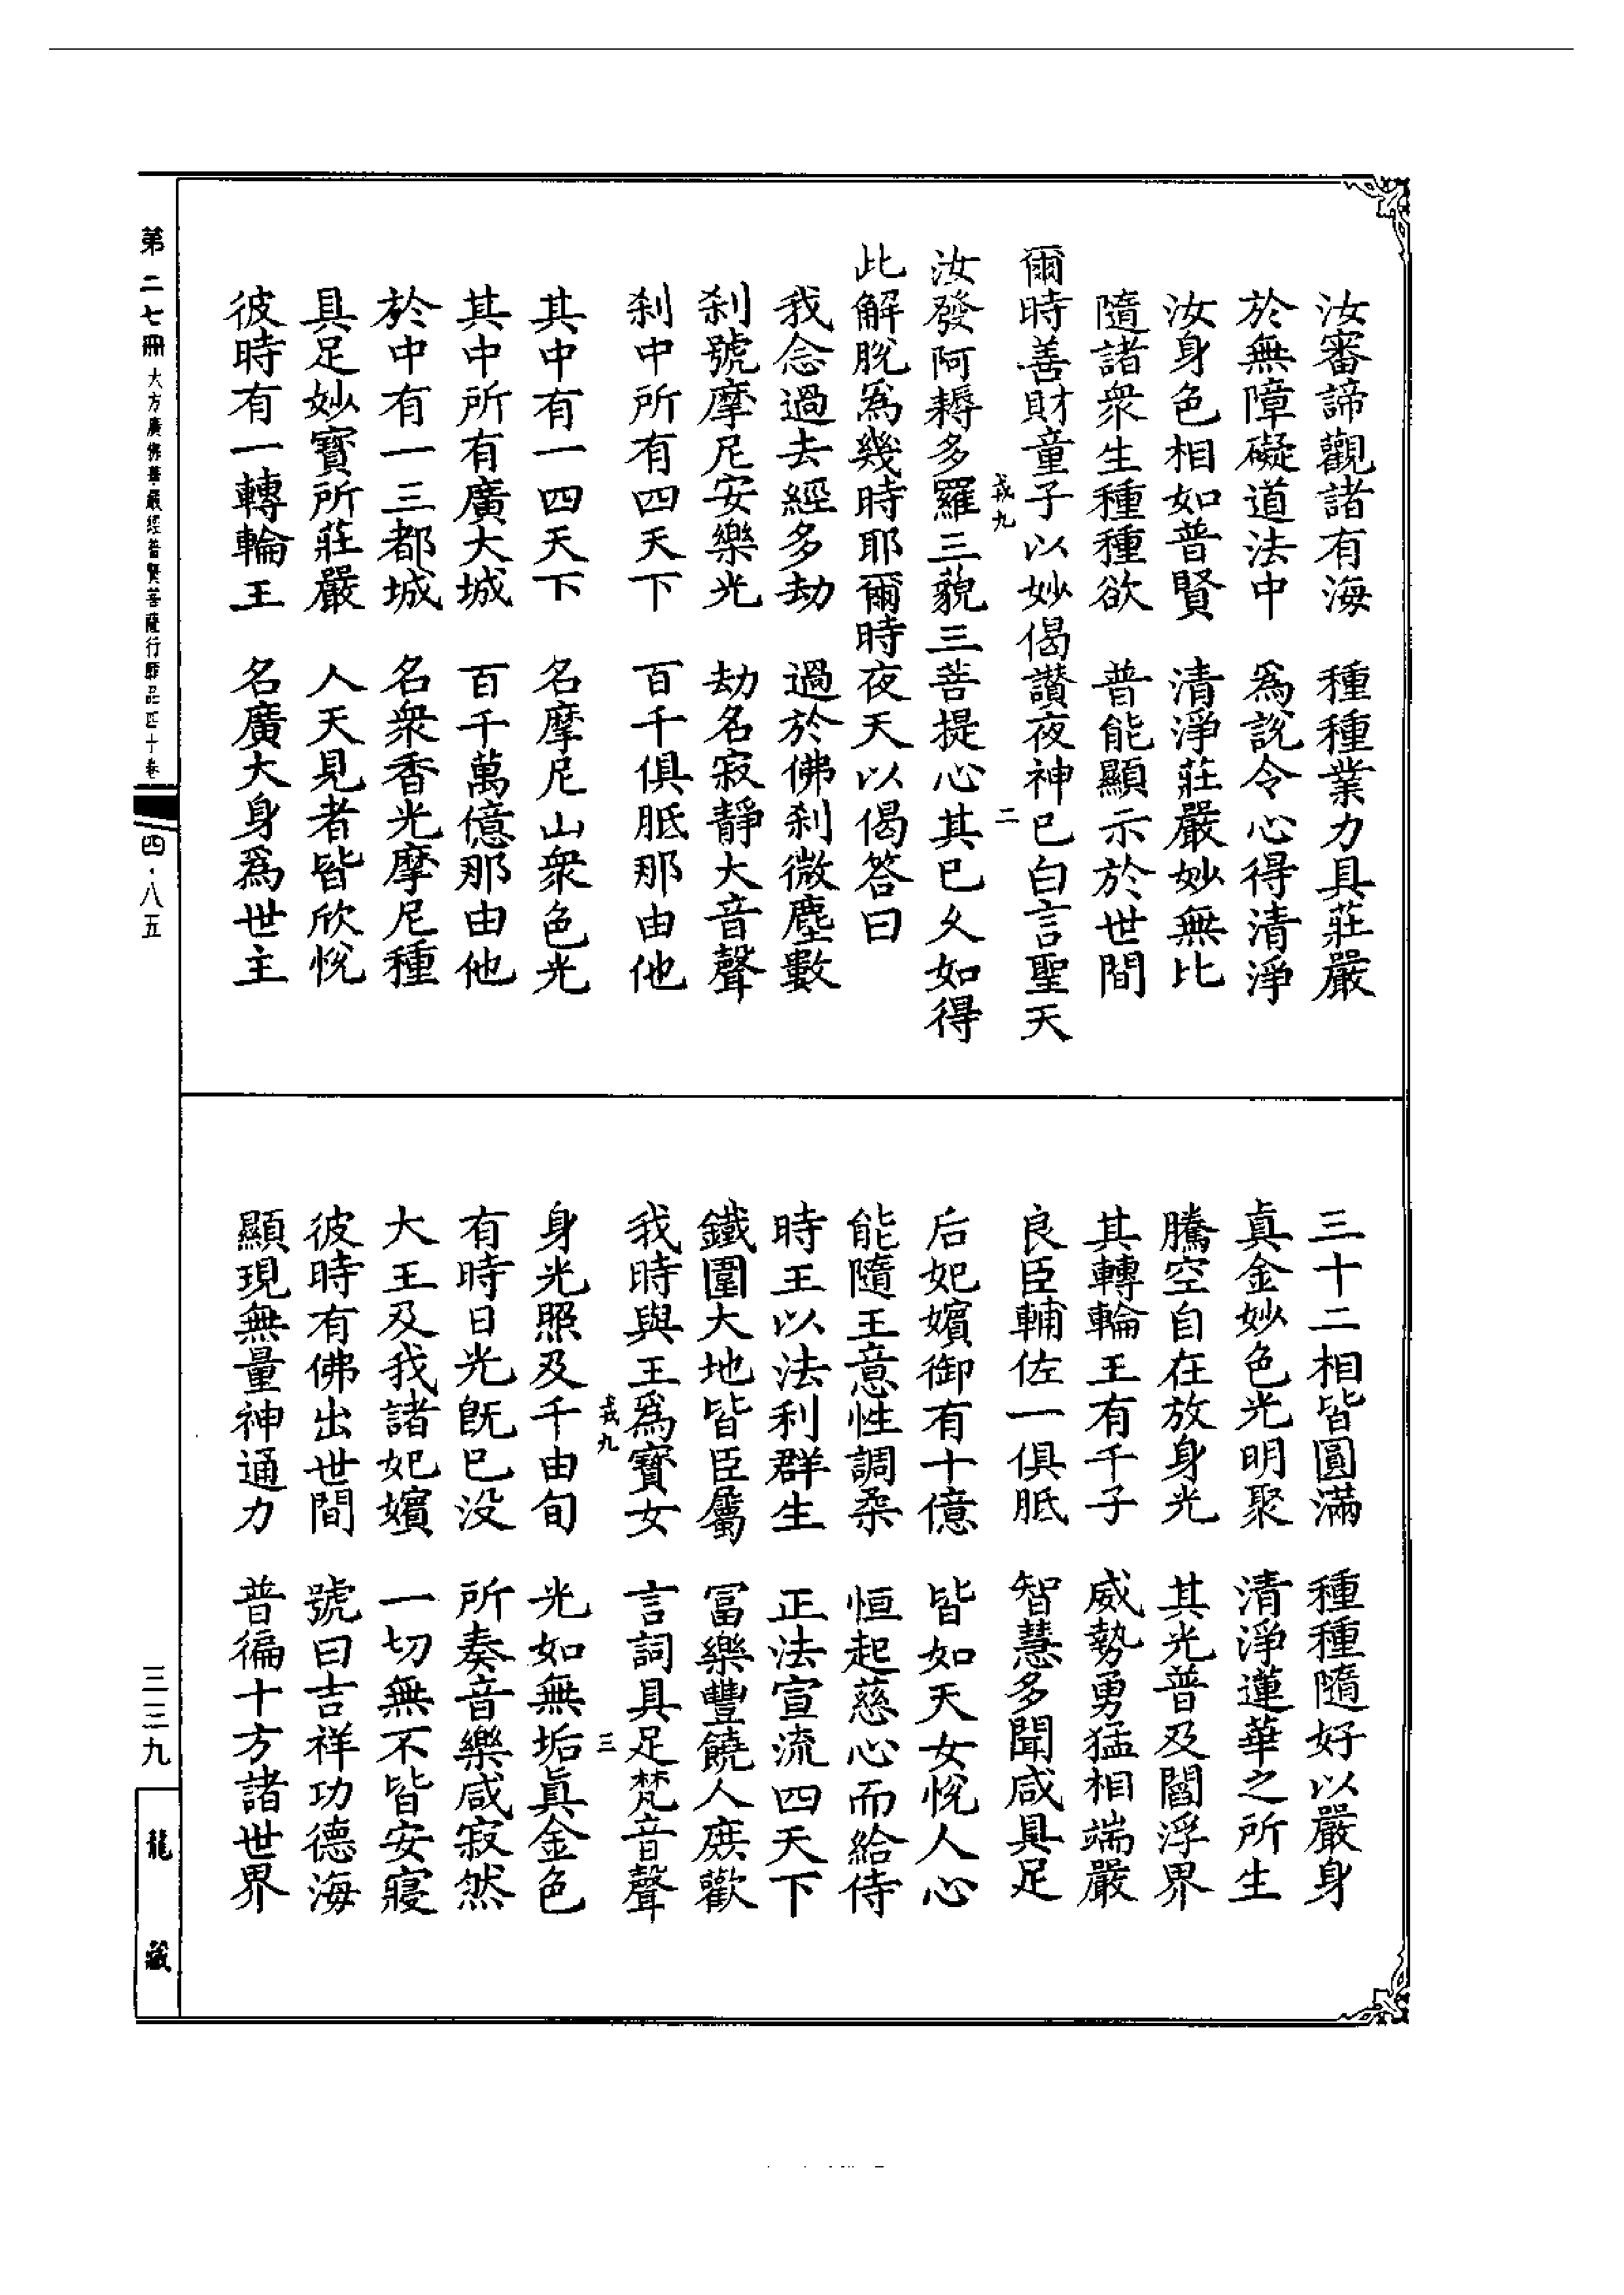 汝審諦觀諸有海　種種業力具莊嚴
於無障礙道法中　爲說令心得清淨
汝身色相如普賢　清淨莊嚴妙無比
隨諸衆生種種欲　普能顯示於世間
爾時善財童子以妙偈讚夜神已白言聖天
戎九　二
汝發阿耨多羅三藐三菩提心其已久如得
此解脫爲幾時耶爾時夜天以偈答曰
我念過去經多劫　過於佛刹微塵數
刹號摩尼安樂光　劫名寂靜大音聲
刹中所有四天下　百千俱胝那由他
其中有一四天下　名摩尼山衆色光
其中所有廣大城　百千萬億那由他
於中有一三都城　名衆香光摩尼種
具足妙寶所莊嚴　人天見者皆欣悅
彼時有一轉輪王　名廣大身爲世主
三十二相皆圓滿　種種隨好以嚴身
真金妙色光明聚　清淨蓮華之所生
騰空自在放身光　其光普及閻浮界
其轉輪王有千子　威勢勇猛相端嚴
良臣輔佐一俱胝　智慧多聞咸具足
后妃嬪御有十億　皆如天女悅人心
能隨王意性調柔　恒起慈心而給侍
時王以法利群生　正法宣流四天下
鐵圍大地皆臣屬　富樂豐饒人庶歡
我時與王爲寶女　言詞具足梵音聲
戎九　三
身光照及千由旬　光如無垢眞金色
有時日光旣已没　所奏音樂咸寂然
大王及我諸妃嬪　一切無不皆安寢
彼時有佛出世間　號曰吉祥功德海
顯現無量神通力　普徧十方諸世界
第二七冊　大方廣佛華嚴經普賢菩薩行願品四十卷　四·八五
三二九　龍藏